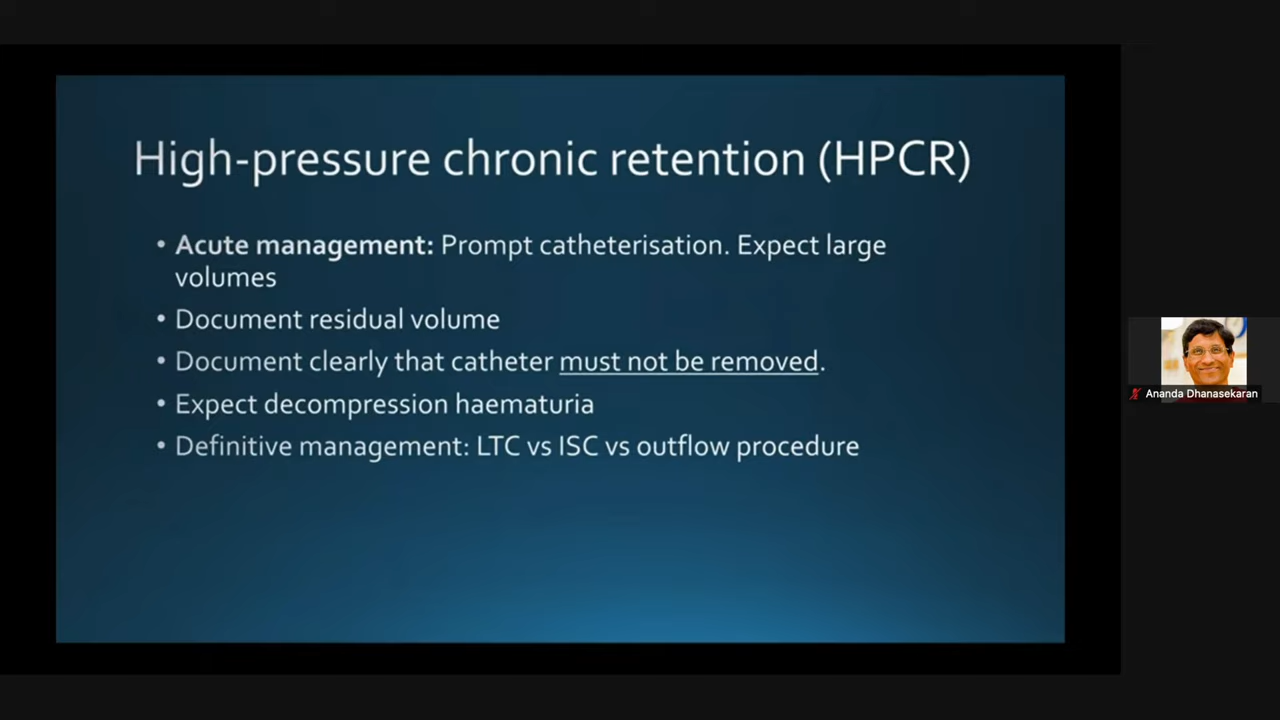 High-pressure chronic retention (HPCR)
• Acute management: Prompt catheterisation. Expect large
volumes
• Document residual volume
• Document clearly that catheter must not be removed.
• Expect decompression haematuria
• Definitive management: LTC vs ISC vs outflow procedure
Ananda Dhanasekaran